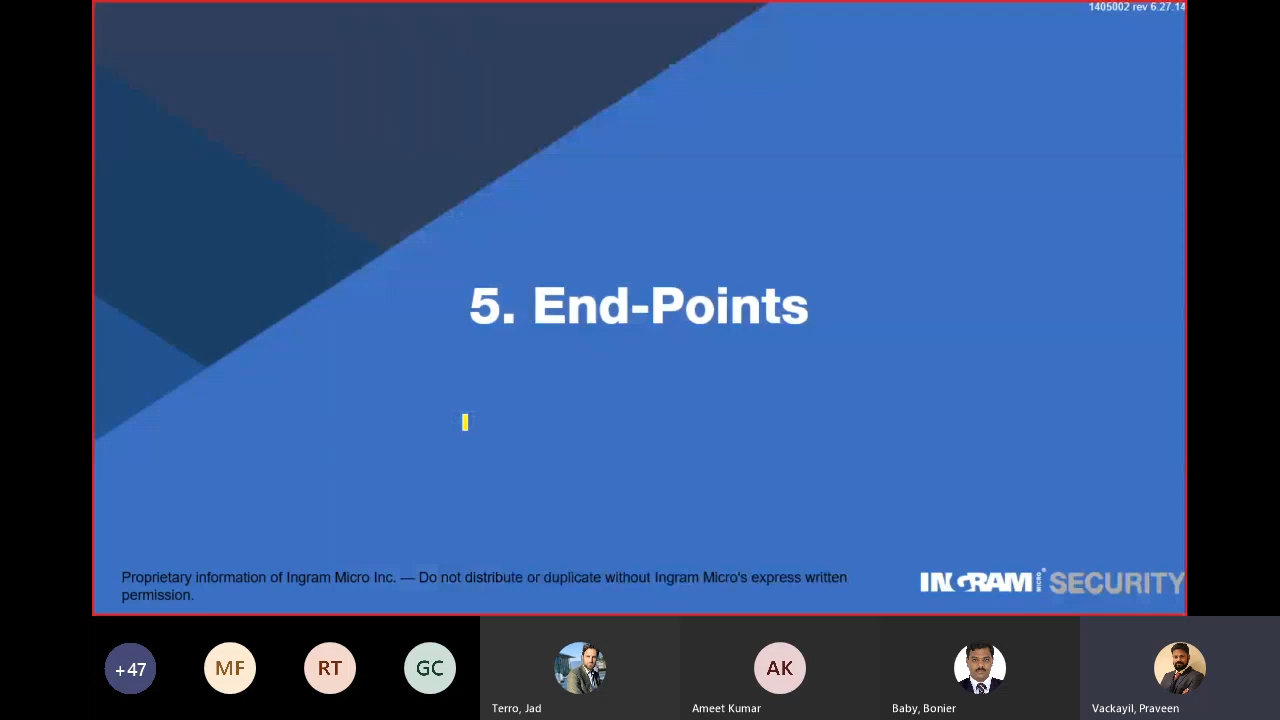 1405002 rev 6.27.14
5. End-Points
Proprietary information of Ingram Micro Inc. — Do not distribute or duplicate without Ingram Micro's express written
permission.
INGRAM MICRO SECURITY
+47
MF
RT
GC
AK
Terro, Jad
Ameet Kumar
Baby, Bonier
Vackayil, Praveen